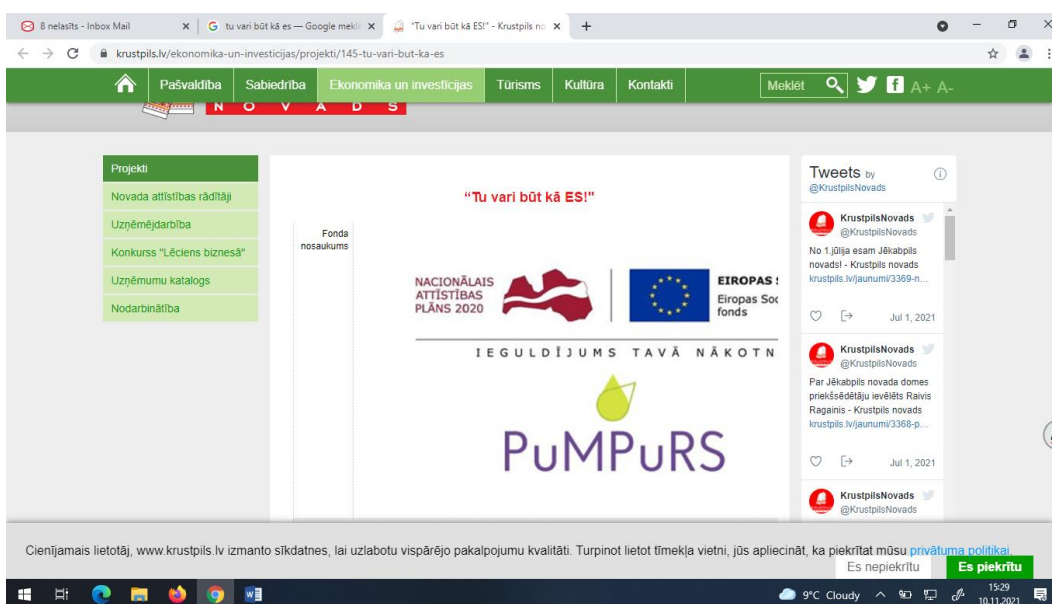 8 nelasīts - Inbox Mail
tu vari būt kā es — Google meklē
"Tu vari būt kā ES!" - Krustpils no
krustpils.lv/ekonomika-un-investicijas/projekti/145-tu-vari-but-ka-es
Pašvaldība Sabiedrība Ekonomika un investīcijas Tūrisms Kultūra Kontakti Meklēt A+ A-
NOVADS
Projekti
Novada attīstības rādītāji
Uzņēmējdarbība
Konkurss "Lēciens biznesā"
Uzņēmumu katalogs
Nodarbinātība
“Tu vari būt kā ES!"
Fonda
nosaukums
NACIONĀLAIS
ATTĪSTĪBAS
PLĀNS 2020
EIROPAS
Eiropas Soc
fonds
IEGULDĪJUMS TAVĀ NĀKOTN
PuMPuRS
Tweets by
@KrustpilsNovads
KrustpilsNovads
@KrustpilsNovads
No 1.jūlija esam Jēkabpils
novads! - Krustpils novads
krustpils.lv/jaunumi/3369-n...
Jul 1, 2021
KrustpilsNovads
@KrustpilsNovads
Par Jēkabpils novada domes
priekšsēdētāju ievēlēts Raivis
Ragainis - Krustpils novads
krustpils.lv/jaunumi/3368-p...
Jul 1, 2021
KrustpilsNovads
@KrustpilsNovads
Cienījamais lietotāj, www.krustpils.lv izmanto sīkdatnes, lai uzlabotu vispārējo pakalpojumu kvalitāti. Turpinot lietot tīmekļa vietni, jūs apliecināt, ka piekrītat mūsu privātuma politikai.
Es nepiekrītu Es piekrītu
9°C Cloudy
15:29
10.11.2021